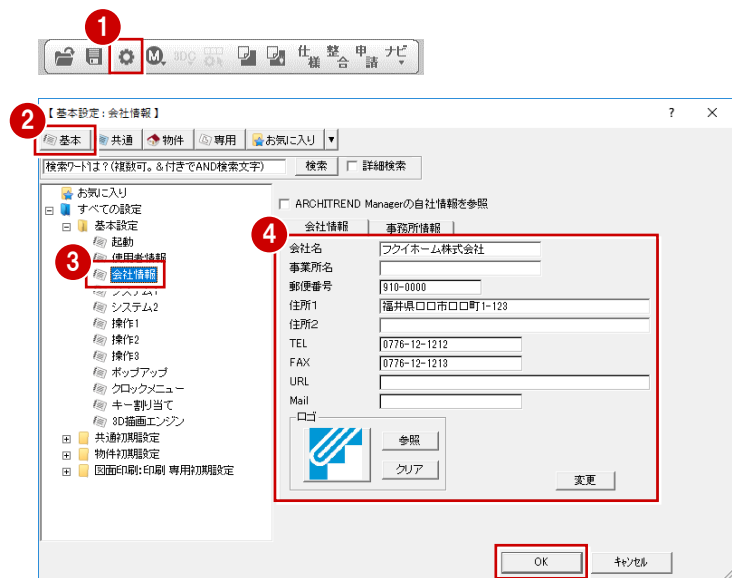 1
M
3DC
仕様
整合
申請
ナビ
【 基本設定 : 会社情報 】
?
2
基本
共通
物件
専用
お気に入り
検索ワードは?(複数可。&付きでAND検索文字)
検索
詳細検索
お気に入り
すべての設定
基本設定
起動
使用者情報
3
会社情報
システム1
システム2
操作1
操作2
操作3
ポップアップ
クロックメニュー
キー割り当て
3D描画エンジン
共通初期設定
物件初期設定
図面印刷:印刷 専用初期設定
ARCHITREND Managerの自社情報を参照
会社情報
事務所情報
4
会社名
フクイホーム株式会社
事業所名
郵便番号
910-0000
住所1
福井県口口市口口町1-123
住所2
TEL
0776-12-1212
FAX
0776-12-1213
URL
Mail
ロゴ
参照
クリア
変更
OK
キャンセル